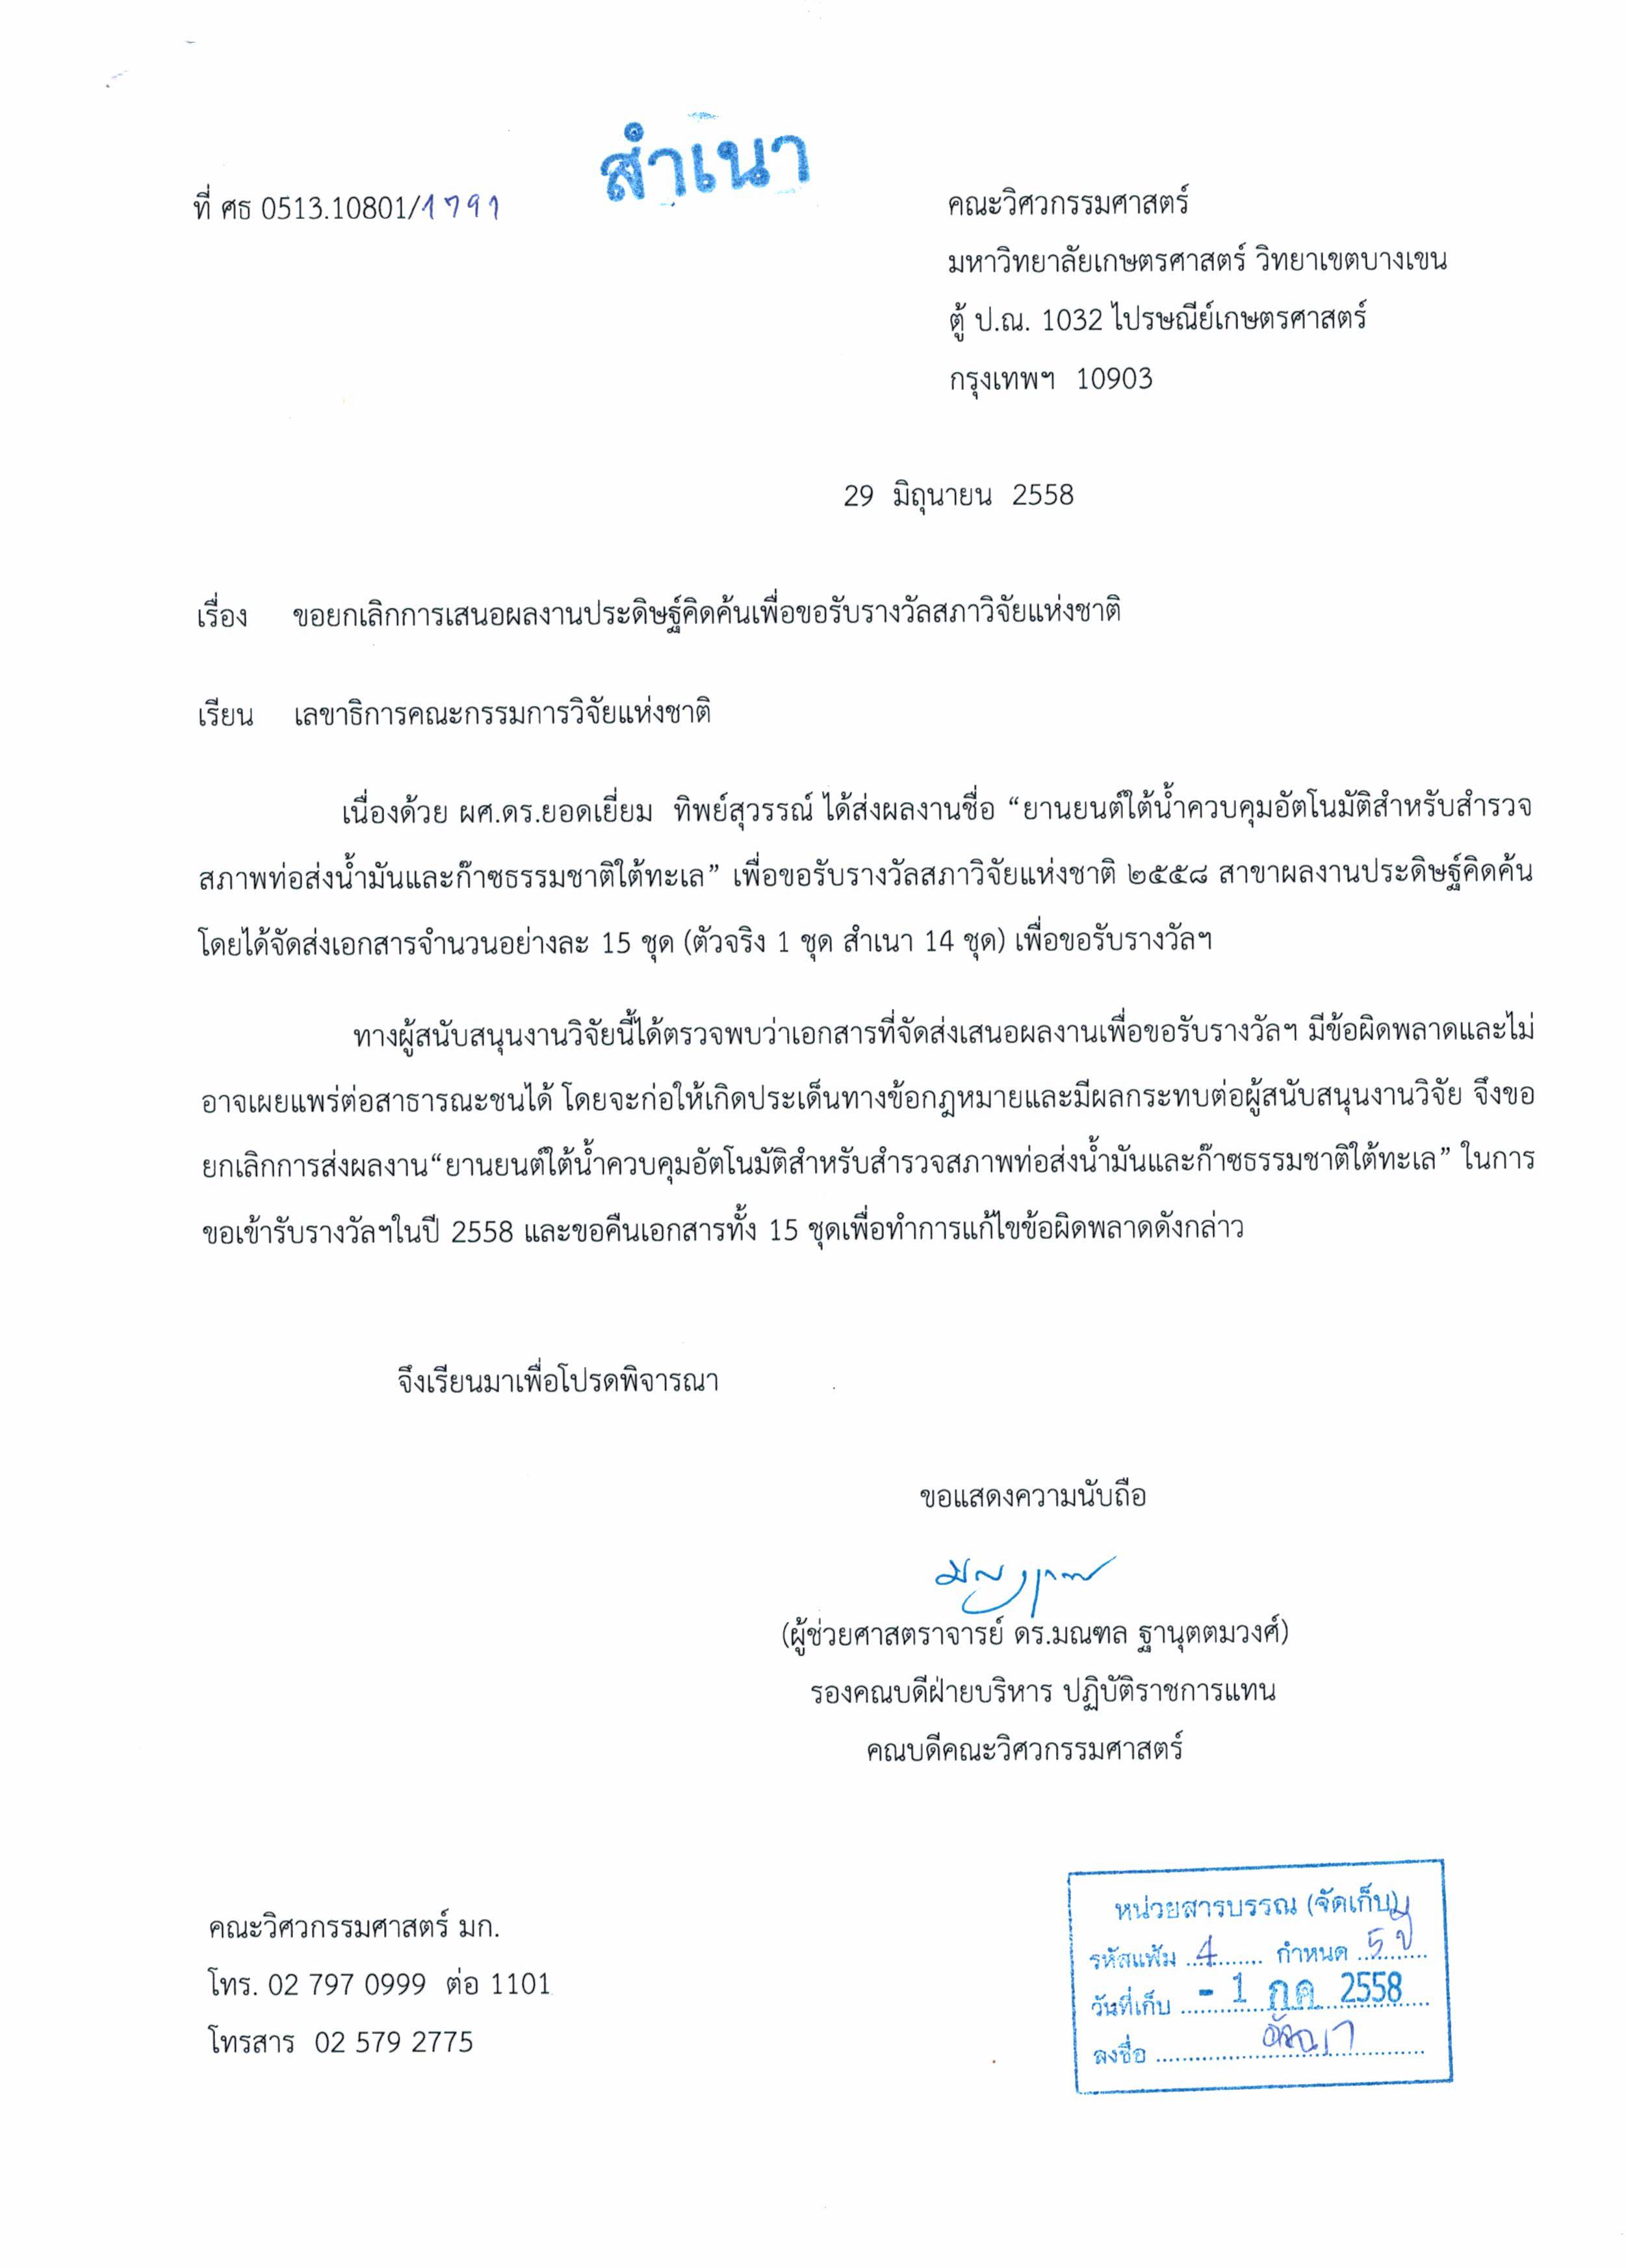 สำเนา
ที่ ศธ 0513.10801/1791
คณะวิศวกรรมศาสตร์
มหาวิทยาลัยเกษตรศาสตร์ วิทยาเขตบางเขน
ตู้ ป.ณ. 1032 ไปรษณีย์เกษตรศาสตร์
กรุงเทพฯ 10903
29 มิถุนายน 2558
เรื่อง ขอยกเลิกการเสนอผลงานประดิษฐ์คิดค้นเพื่อขอรับรางวัลสภาวิจัยแห่งชาติ
เรียน เลขาธิการคณะกรรมการวิจัยแห่งชาติ
เนื่องด้วย ผศ.ดร.ยอดเยี่ยม ทิพย์สุวรรณ์ ได้ส่งผลงานชื่อ “ยานยนต์ใต้น้ำควบคุมอัตโนมัติสำหรับสำรวจ
สภาพท่อส่งน้ำมันและก๊าซธรรมชาติใต้ทะเล” เพื่อขอรับรางวัลสภาวิจัยแห่งชาติ ๒๕๕๘ สาขาผลงานประดิษฐ์คิดค้น
โดยได้จัดส่งเอกสารจำนวนอย่างละ 15 ชุด (ตัวจริง 1 ชุด สำเนา 14 ชุด) เพื่อขอรับรางวัลฯ
ทางผู้สนับสนุนงานวิจัยนี้ได้ตรวจพบว่าเอกสารที่จัดส่งเสนอผลงานเพื่อขอรับรางวัลฯ มีข้อผิดพลาดและไม่
อาจเผยแพร่ต่อสาธารณะชนได้ โดยจะก่อให้เกิดประเด็นทางข้อกฎหมายและมีผลกระทบต่อผู้สนับสนุนงานวิจัย จึงขอ
ยกเลิกการส่งผลงาน“ยานยนต์ใต้น้ำควบคุมอัตโนมัติสำหรับสำรวจสภาพท่อส่งน้ำมันและก๊าซธรรมชาติใต้ทะเล” ในการ
ขอเข้ารับรางวัลฯในปี 2558 และขอคืนเอกสารทั้ง 15 ชุดเพื่อทำการแก้ไขข้อผิดพลาดดังกล่าว
จึงเรียนมาเพื่อโปรดพิจารณา
ขอแสดงความนับถือ
(ผู้ช่วยศาสตราจารย์ ดร.มณฑล ฐานุตตมวงศ์)
รองคณบดีฝ่ายบริหาร ปฏิบัติราชการแทน
คณบดีคณะวิศวกรรมศาสตร์
คณะวิศวกรรมศาสตร์ มก.
โทร. 02 797 0999 ต่อ 1101
โทรสาร 02 579 2775
หน่วยสารบรรณ (จัดเก็บ)
รหัสแฟ้ม 4 กำหนด 5 ปี
วันที่เก็บ - 1 กค 2558
ลงชื่อ